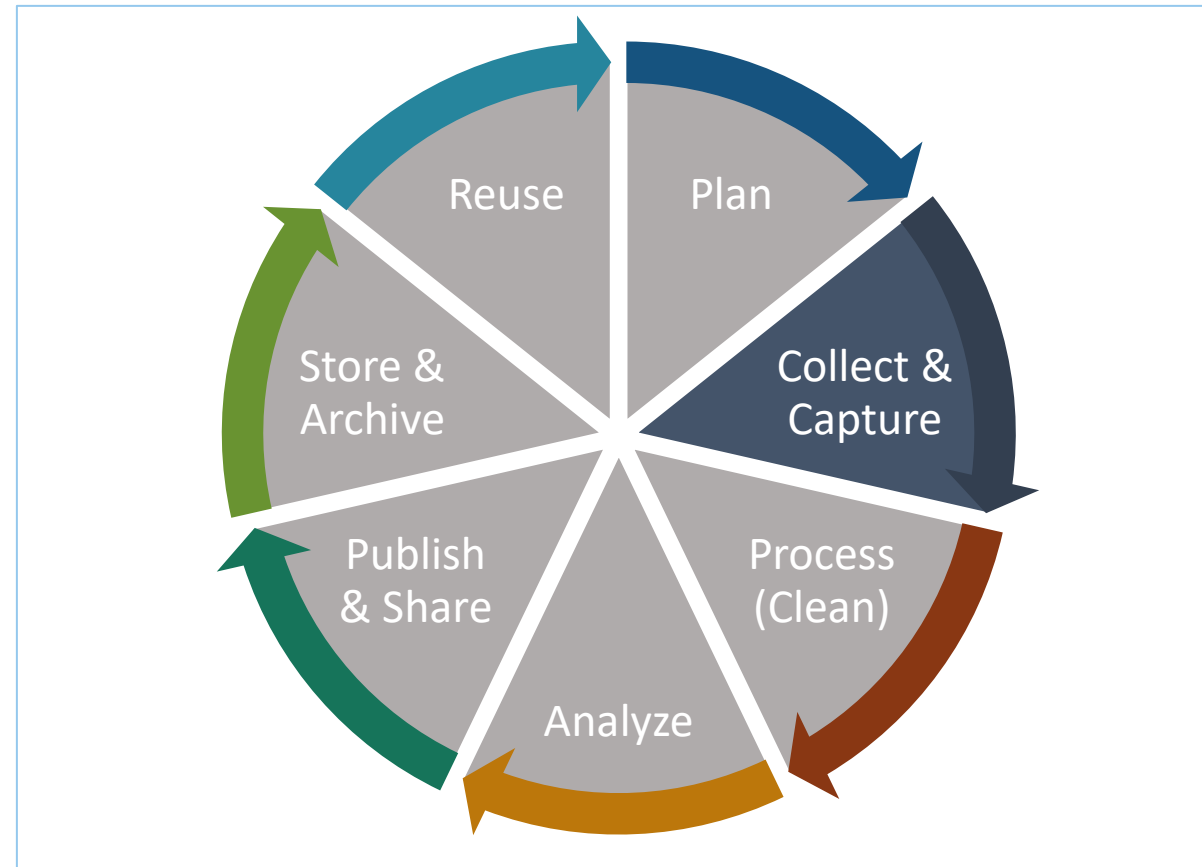 Plan
Collect &
Capture
Process
(Clean)
Analyze
Publish
& Share
Store &
Archive
Reuse